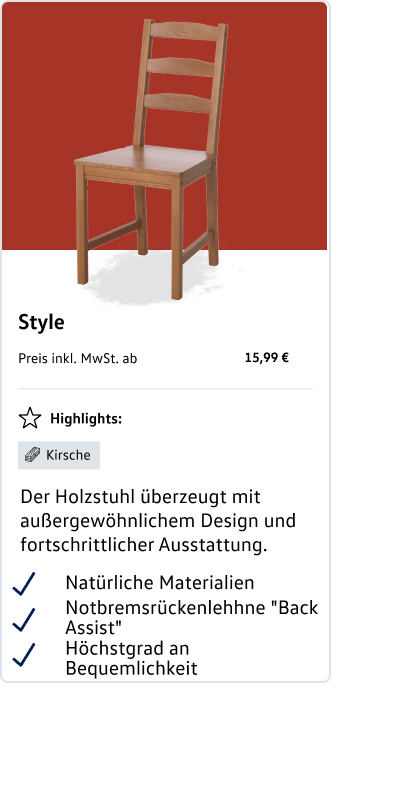 Style
Preis inkl. MwSt. ab 15,99 €
Highlights:
Kirsche
Der Holzstuhl überzeugt mit
außergewöhnlichem Design und
fortschrittlicher Ausstattung.
Natürliche Materialien
Notbremsrückenlehhne "Back
Assist"
Höchstgrad an
Bequemlichkeit